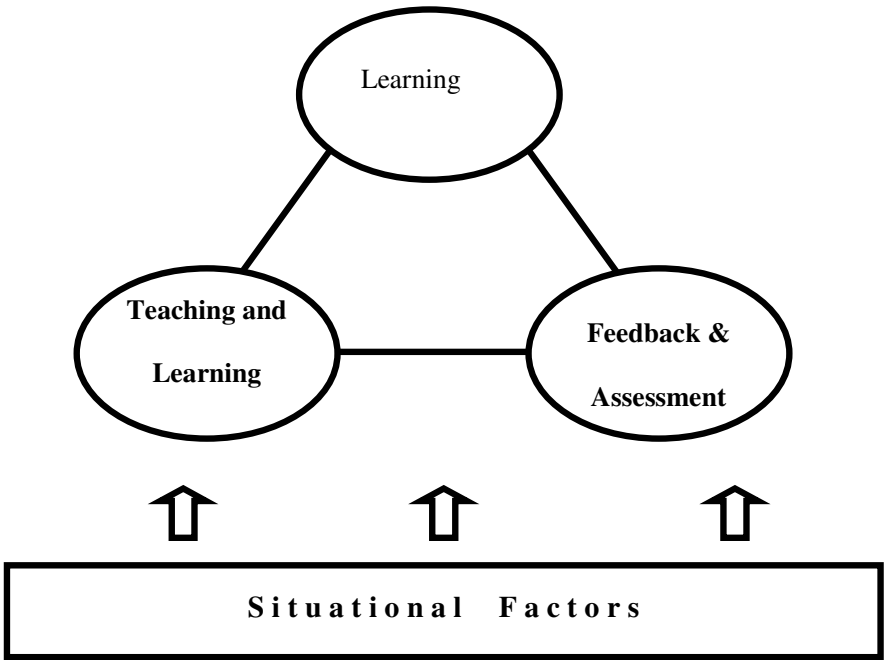 Learning
Teaching and
Learning
Feedback &
Assessment
Situational Factors